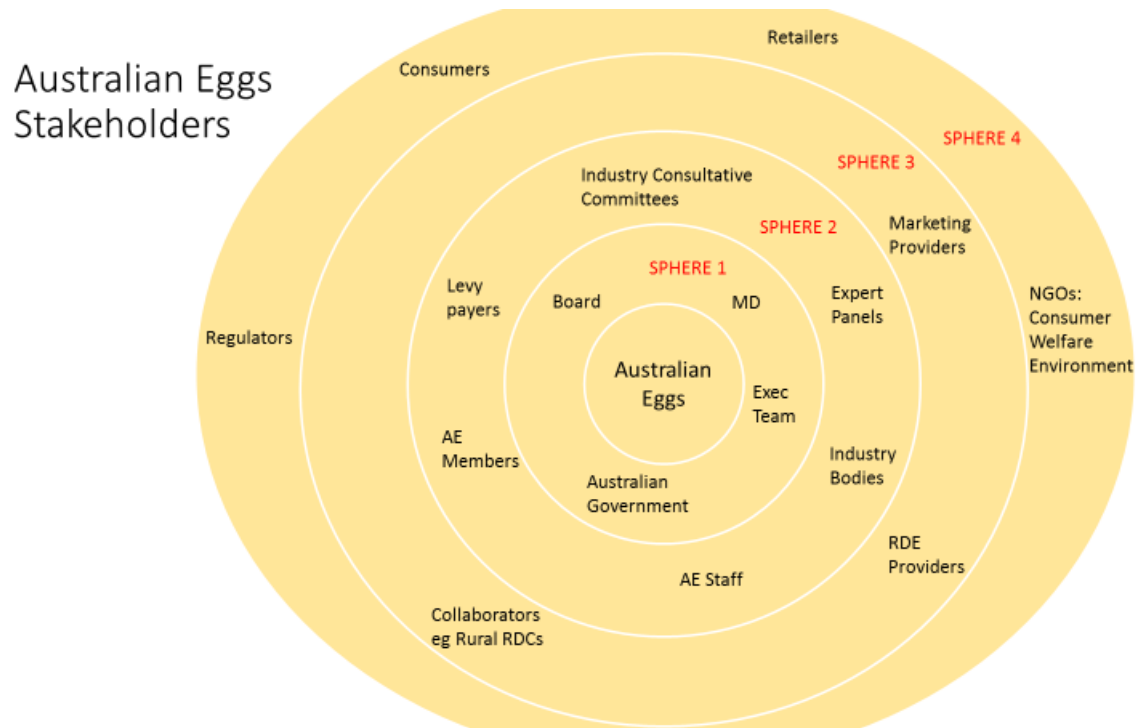 Australian Eggs
Stakeholders
Retailers
Consumers
SPHERE 4
SPHERE 3
Industry Consultative
Committees
SPHERE 2
Marketing
Providers
SPHERE 1
Levy
payers
Board
MD
Expert
Panels
NGOs:
Consumer
Welfare
Environment
Regulators
Australian
Eggs
Exec
Team
AE
Members
Industry
Bodies
Australian
Government
RDE
Providers
AE Staff
Collaborators
eg Rural RDCs